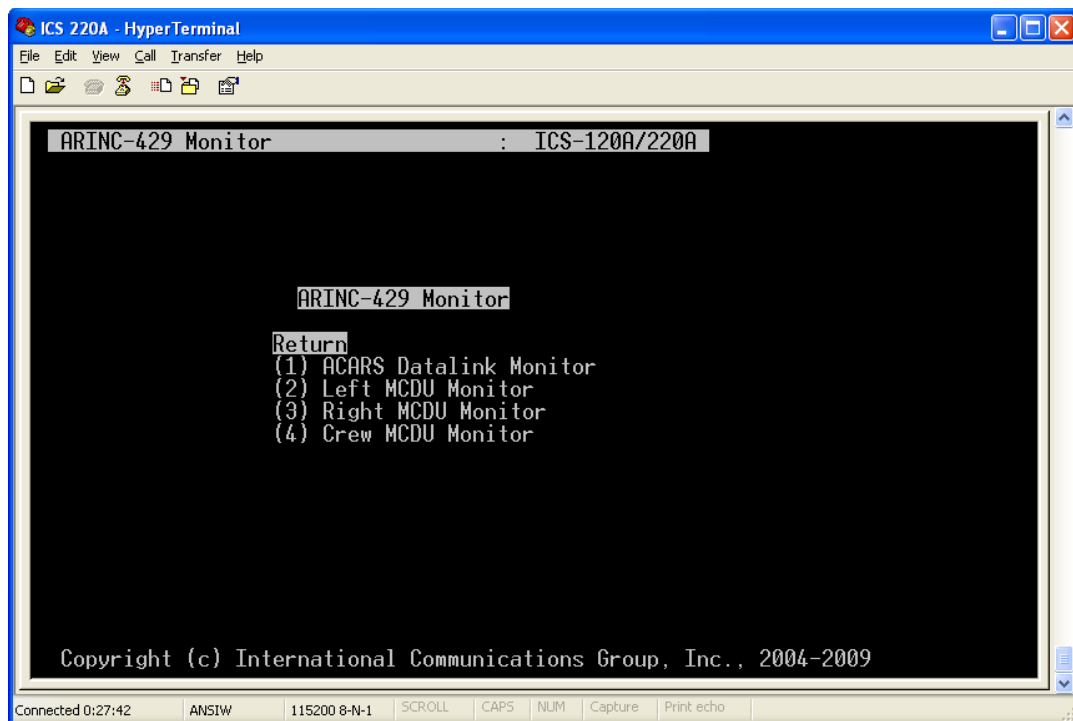 ICS 220A - HyperTerminal
File Edit View Call Transfer Help
ARINC-429 Monitor : ICS-120A/220A
ARINC-429 Monitor
Return
(1) ACARS Datalink Monitor
(2) Left MCDU Monitor
(3) Right MCDU Monitor
(4) Crew MCDU Monitor
Copyright (c) International Communications Group, Inc., 2004-2009
Connected 0:27:42 ANSIW 115200 8-N-1 SCROLL CAPS NUM Capture Print echo